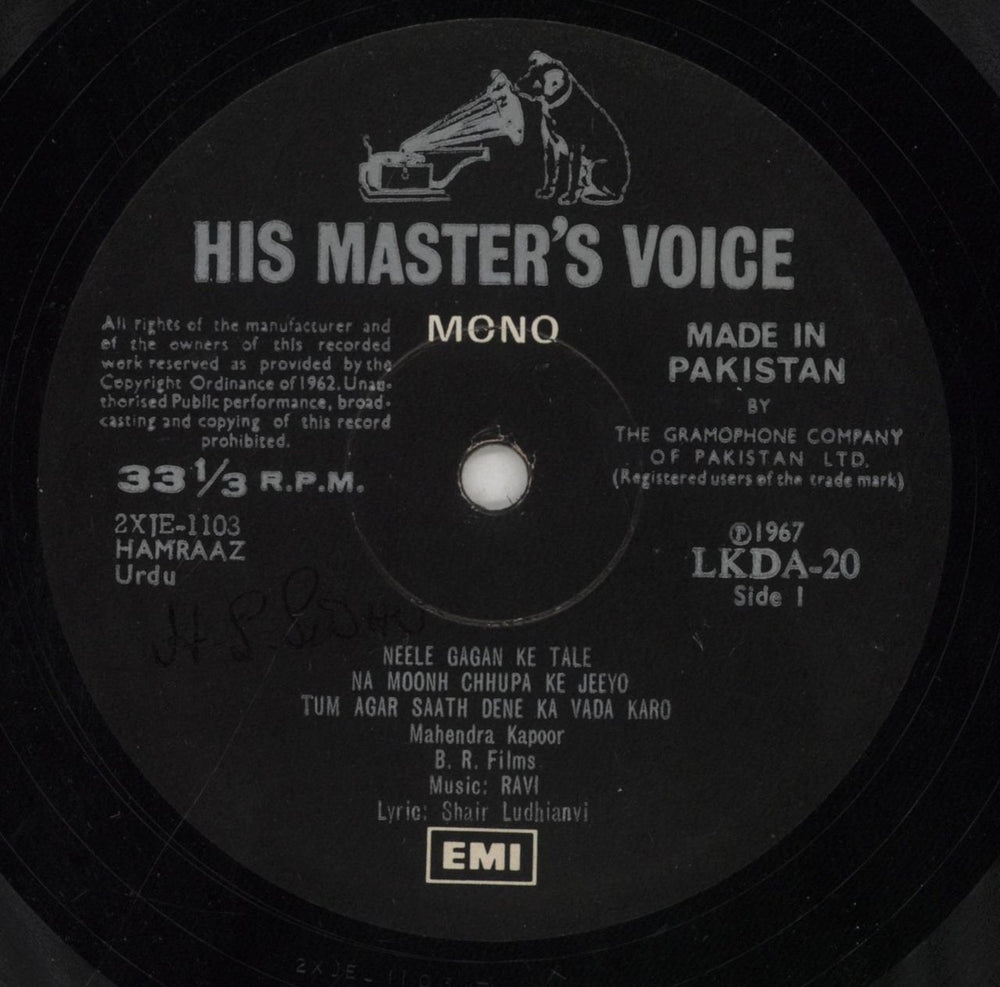 HIS MASTER'S VOICE
MONO
All rights of the manufacturer and
of the owners of this recorded
work reserved as provided by the
Copyright Ordinance of 1962. Unau-
thorised Public performance, broad-
casting and copying of this record
prohibited.
33 1/3 R.P.M.
2XJE-1103
HAMRAAZ
Urdu
MADE IN
PAKISTAN
BY
THE GRAMOPHONE COMPANY
OF PAKISTAN LTD.
(Registered users of the trade mark)
℗1967
LKDA-20
Side 1
NEELE GAGAN KE TALE
NA MOONH CHHUPA KE JEEYO
TUM AGAR SAATH DENE KA VADA KARO
Mahendra Kapoor
B. R. Films
Music: RAVI
Lyric: Shair Ludhianvi
EMI